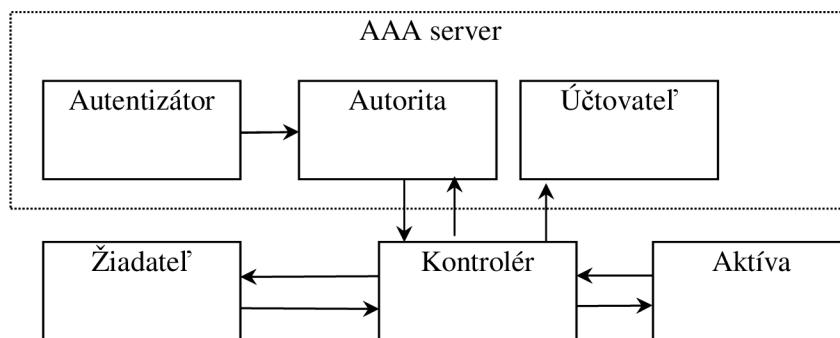 AAA server
Autentizátor
Autorita
Účtovateľ
Žiadateľ
Kontrolér
Aktíva